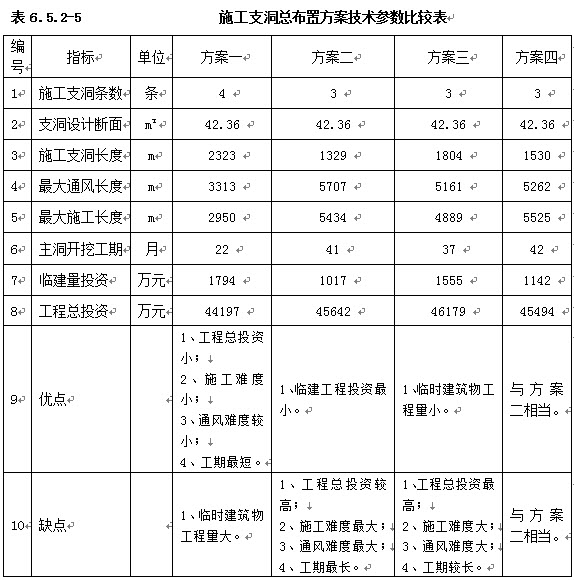 表 6.5.2-5 施工支洞总布置方案技术参数比较表
编号 指标 单位 方案一 方案二 方案三 方案四
1 施工支洞条数 条 4 3 3 3
2 支洞设计断面 m² 42.36 42.36 42.36 42.36
3 施工支洞长度 m 2323 1329 1804 1530
4 最大通风长度 m 3313 5707 5161 5262
5 最大施工长度 m 2950 5434 4889 5525
6 主洞开挖工期 月 22 41 37 42
7 临建量投资 万元 1794 1017 1555 1142
8 工程总投资 万元 44197 45642 46179 45494
9 优点
1、工程总投资
小；
2、施工难度
小；
3、通风难度较
小；
4、工期最短。
1、临建工程投资最
小。
1、临时建筑物工
程量小。
与方案
二相当。
10 缺点
1、临时建筑物
工程量大。
1、工程总投资较
高；
2、施工难度最大；
3、通风难度最大；
4、工期最长。
1、工程总投资最
高；
2、施工难度大；
3、通风难度大；
4、工期较长。
与方案
二相当。